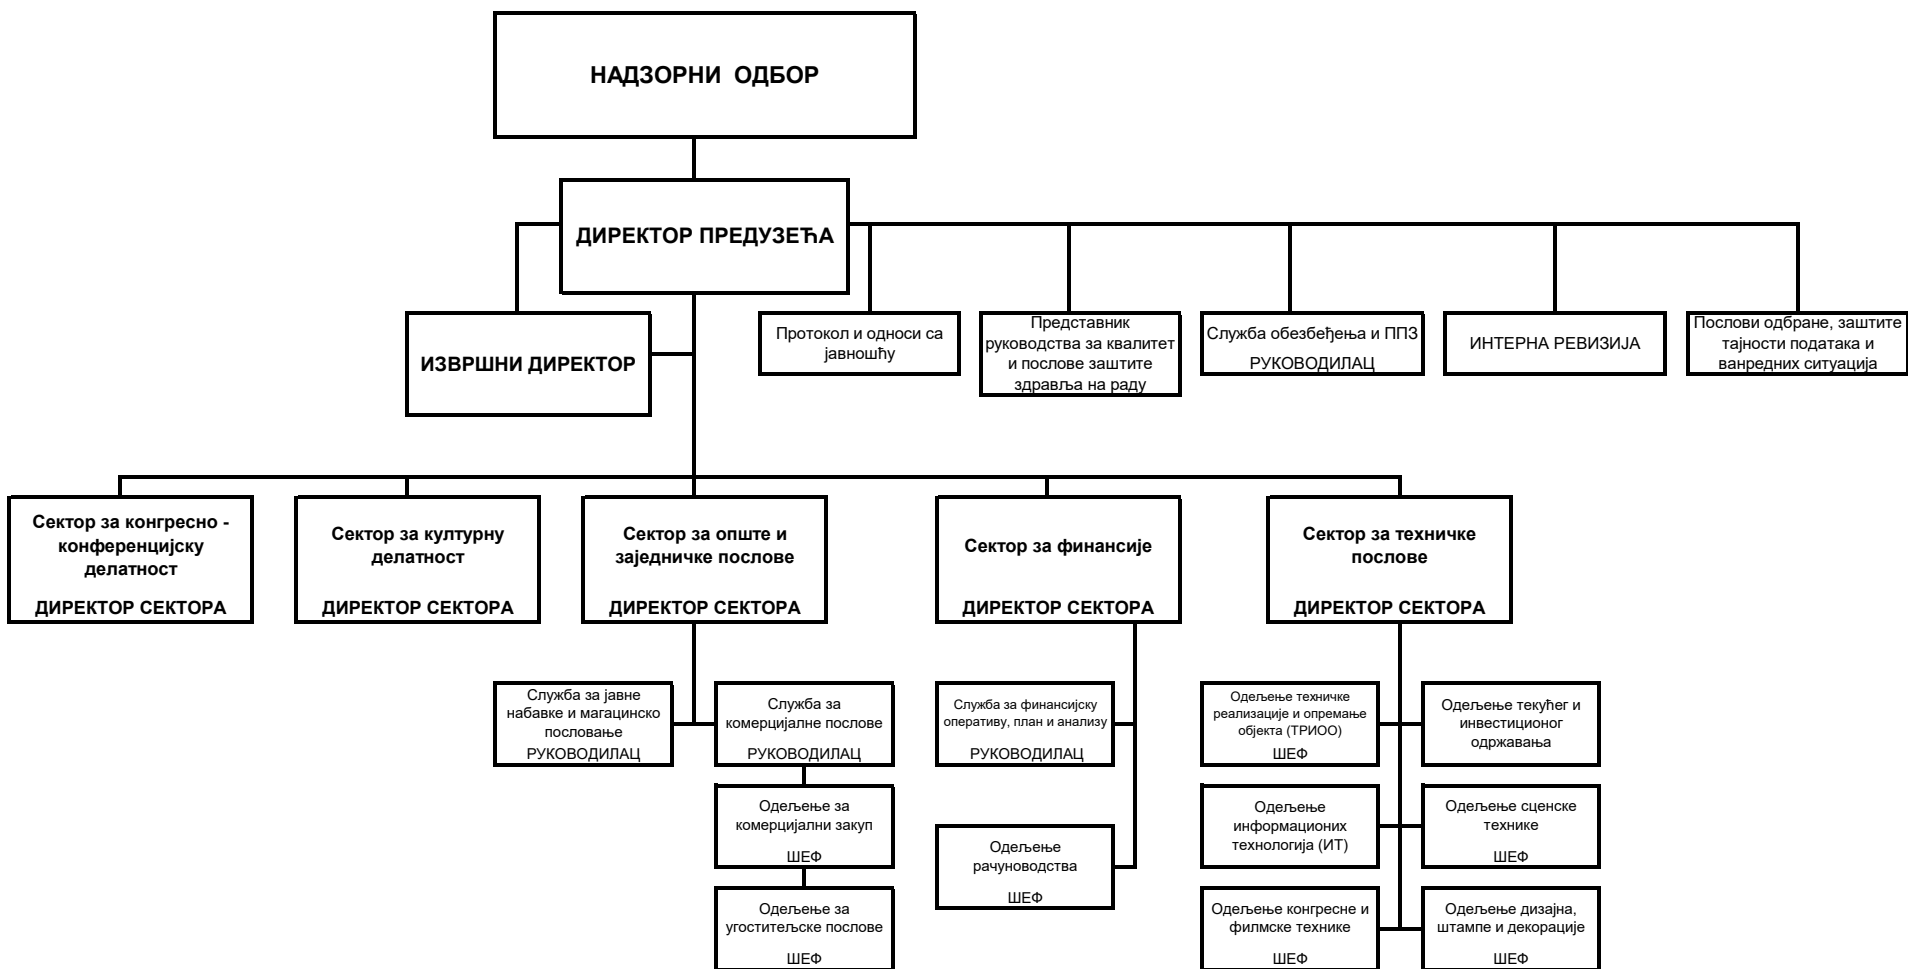 НАДЗОРНИ ОДБОР
ДИРЕКТОР ПРЕДУЗЕЋА
ИЗВРШНИ ДИРЕКТОР
Протокол и односи са
јавношћу
Представник
руководства за квалитет
и послове заштите
здравља на раду
Служба обезбеђења и ППЗ
РУКОВОДИЛАЦ
ИНТЕРНА РЕВИЗИЈА
Послови одбране, заштите
тајности података и
ванредних ситуација
Сектор за конгресно -
конференцијску
делатност
ДИРЕКТОР СЕКТОРА
Сектор за културну
делатност
ДИРЕКТОР СЕКТОРА
Сектор за опште и
заједничке послове
ДИРЕКТОР СЕКТОРА
Сектор за финансије
ДИРЕКТОР СЕКТОРА
Сектор за техничке
послове
ДИРЕКТОР СЕКТОРА
Служба за јавне
набавке и магацинско
пословање
РУКОВОДИЛАЦ
Служба за
комерцијалне послове
РУКОВОДИЛАЦ
Одељење за
комерцијални закуп
ШЕФ
Одељење за
угоститељске послове
ШЕФ
Служба за финансијску
оперативу, план и анализу
РУКОВОДИЛАЦ
Одељење
рачуноводства
ШЕФ
Одељење техничке
реализације и опремање
објекта (ТРИОО)
ШЕФ
Одељење текућег и
инвестиционог
одржавања
Одељење
информационих
технологија (ИТ)
Одељење сценске
технике
ШЕФ
Одељење конгресне и
филмске технике
ШЕФ
Одељење дизајна,
штампе и декорације
ШЕФ